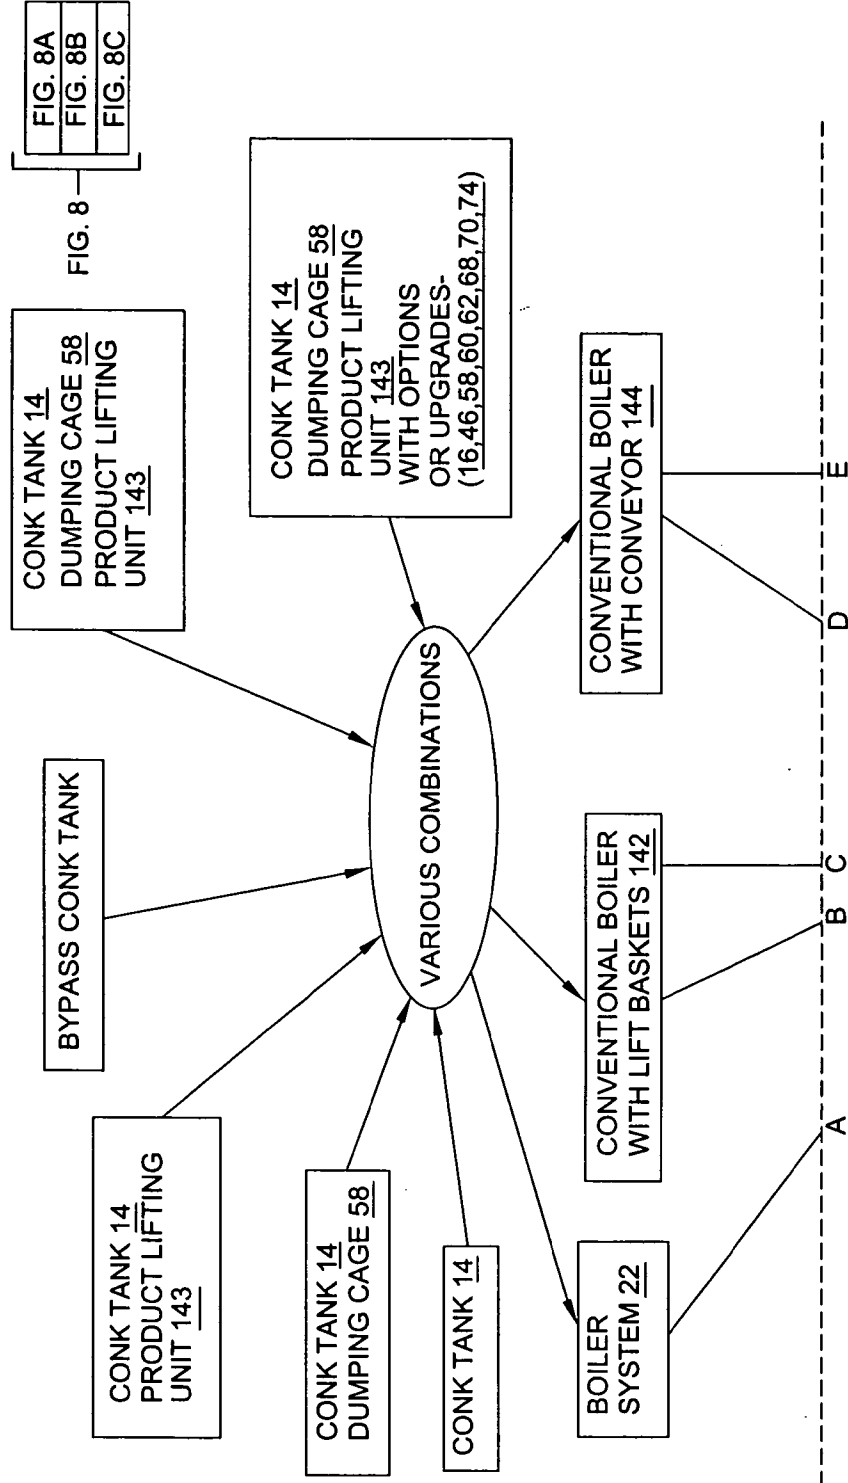 FIG. 8
FIG. 8A
FIG. 8B
FIG. 8C
CONK TANK 14
PRODUCT LIFTING
UNIT 143
BYPASS CONK TANK
CONK TANK 14
DUMPING CAGE 58
PRODUCT LIFTING
UNIT 143
CONK TANK 14
DUMPING CAGE 58
CONK TANK 14
DUMPING CAGE 58
PRODUCT LIFTING
UNIT 143
WITH OPTIONS
OR UPGRADES-
(16,46,58,60,62,68,70,74)
CONK TANK 14
VARIOUS COMBINATIONS
BOILER
SYSTEM 22
CONVENTIONAL BOILER
WITH LIFT BASKETS 142
CONVENTIONAL BOILER
WITH CONVEYOR 144
A
B
C
D
E